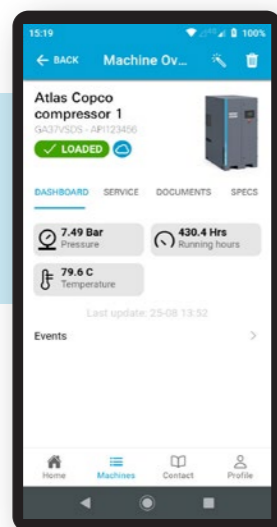 15:19
100%
BACK Machine Ov...
Atlas Copco
compressor 1
GA37VSDS - API123456
LOADED
DASHBOARD SERVICE DOCUMENTS SPECS
7.49 Bar
Pressure
430.4 Hrs
Running hours
79.6 C
Temperature
Last update: 25-08 13:52
Events
Home Machines Contact Profile